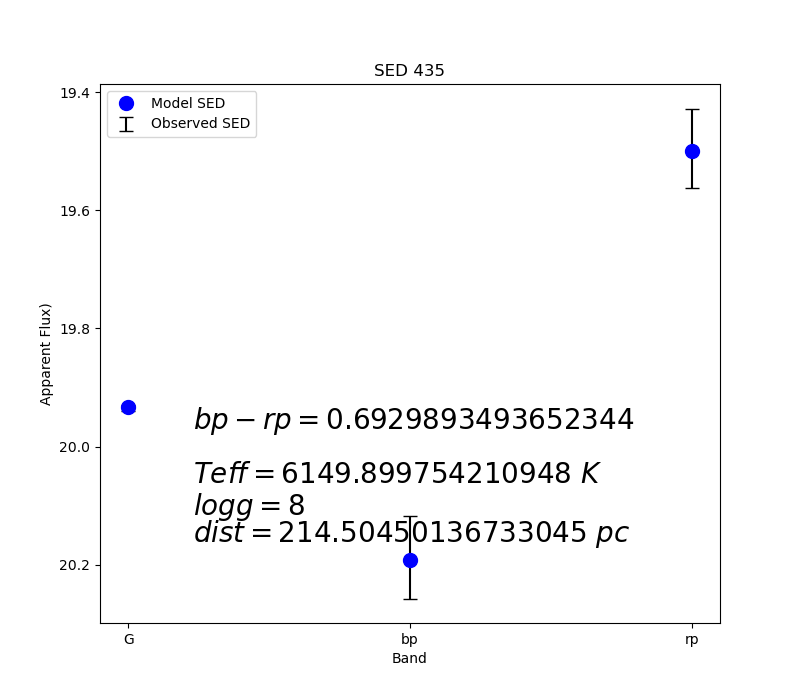 SED 435
Model SED
Observed SED
19.4
19.6
19.8
20.0
20.2
Apparent Flux)
bp − rp = 0.6929893493652344
Teff = 6149.899754210948 K
logg = 8
dist = 214.50450136733045 pc
G
bp
rp
Band